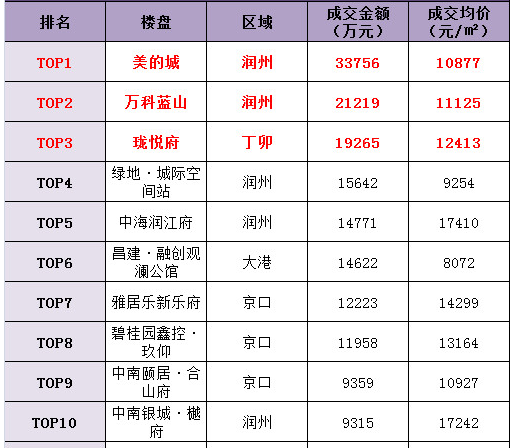 排名 楼盘 区域 成交金额（万元） 成交均价（元/㎡）
TOP1 美的城 润州 33756 10877
TOP2 万科蓝山 润州 21219 11125
TOP3 珑悦府 丁卯 19265 12413
TOP4 绿地·城际空间站 润州 15642 9254
TOP5 中海润江府 润州 14771 17410
TOP6 昌建·融创观澜公馆 大港 14622 8072
TOP7 雅居乐新乐府 京口 12223 14299
TOP8 碧桂园鑫控·玖仰 京口 11958 13164
TOP9 中南颐居·合山府 京口 9359 10927
TOP10 中南银城·樾府 润州 9315 17242